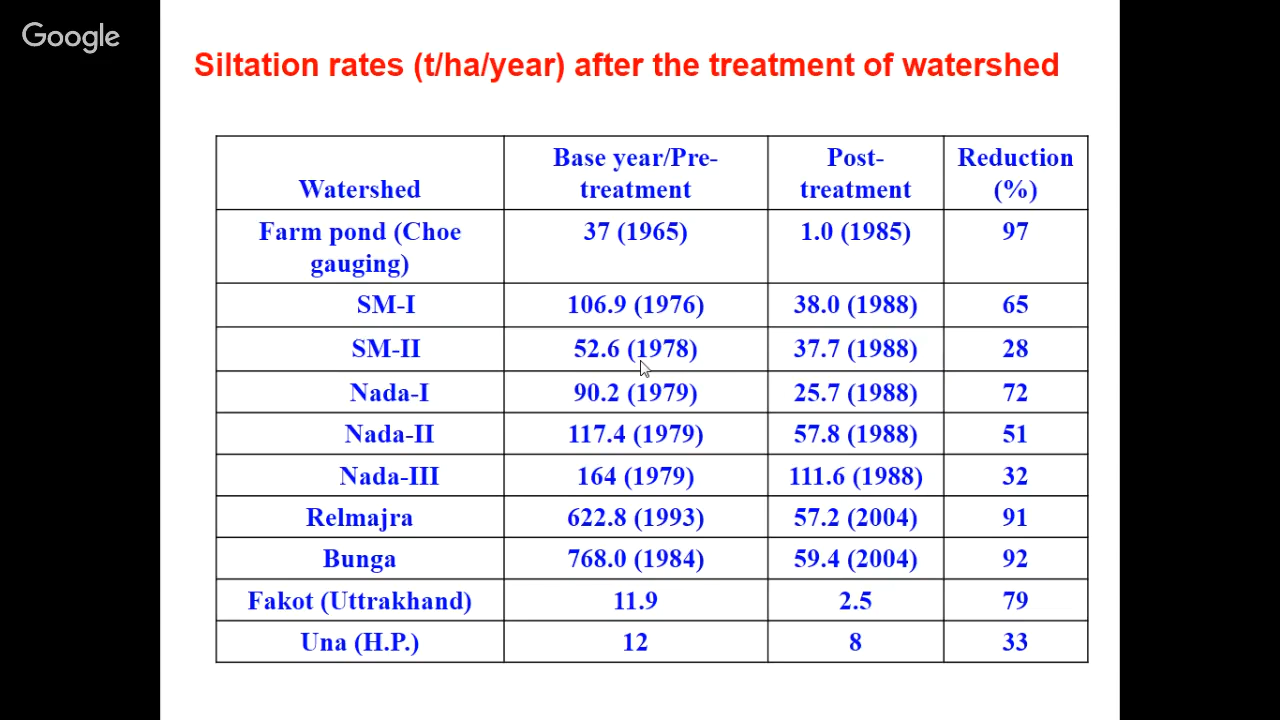 Google
Siltation rates (t/ha/year) after the treatment of watershed
Watershed Base year/Pre-treatment Post-treatment Reduction (%)
Farm pond (Choe gauging) 37 (1965) 1.0 (1985) 97
SM-I 106.9 (1976) 38.0 (1988) 65
SM-II 52.6 (1978) 37.7 (1988) 28
Nada-I 90.2 (1979) 25.7 (1988) 72
Nada-II 117.4 (1979) 57.8 (1988) 51
Nada-III 164 (1979) 111.6 (1988) 32
Relmajra 622.8 (1993) 57.2 (2004) 91
Bunga 768.0 (1984) 59.4 (2004) 92
Fakot (Uttrakhand) 11.9 2.5 79
Una (H.P.) 12 8 33